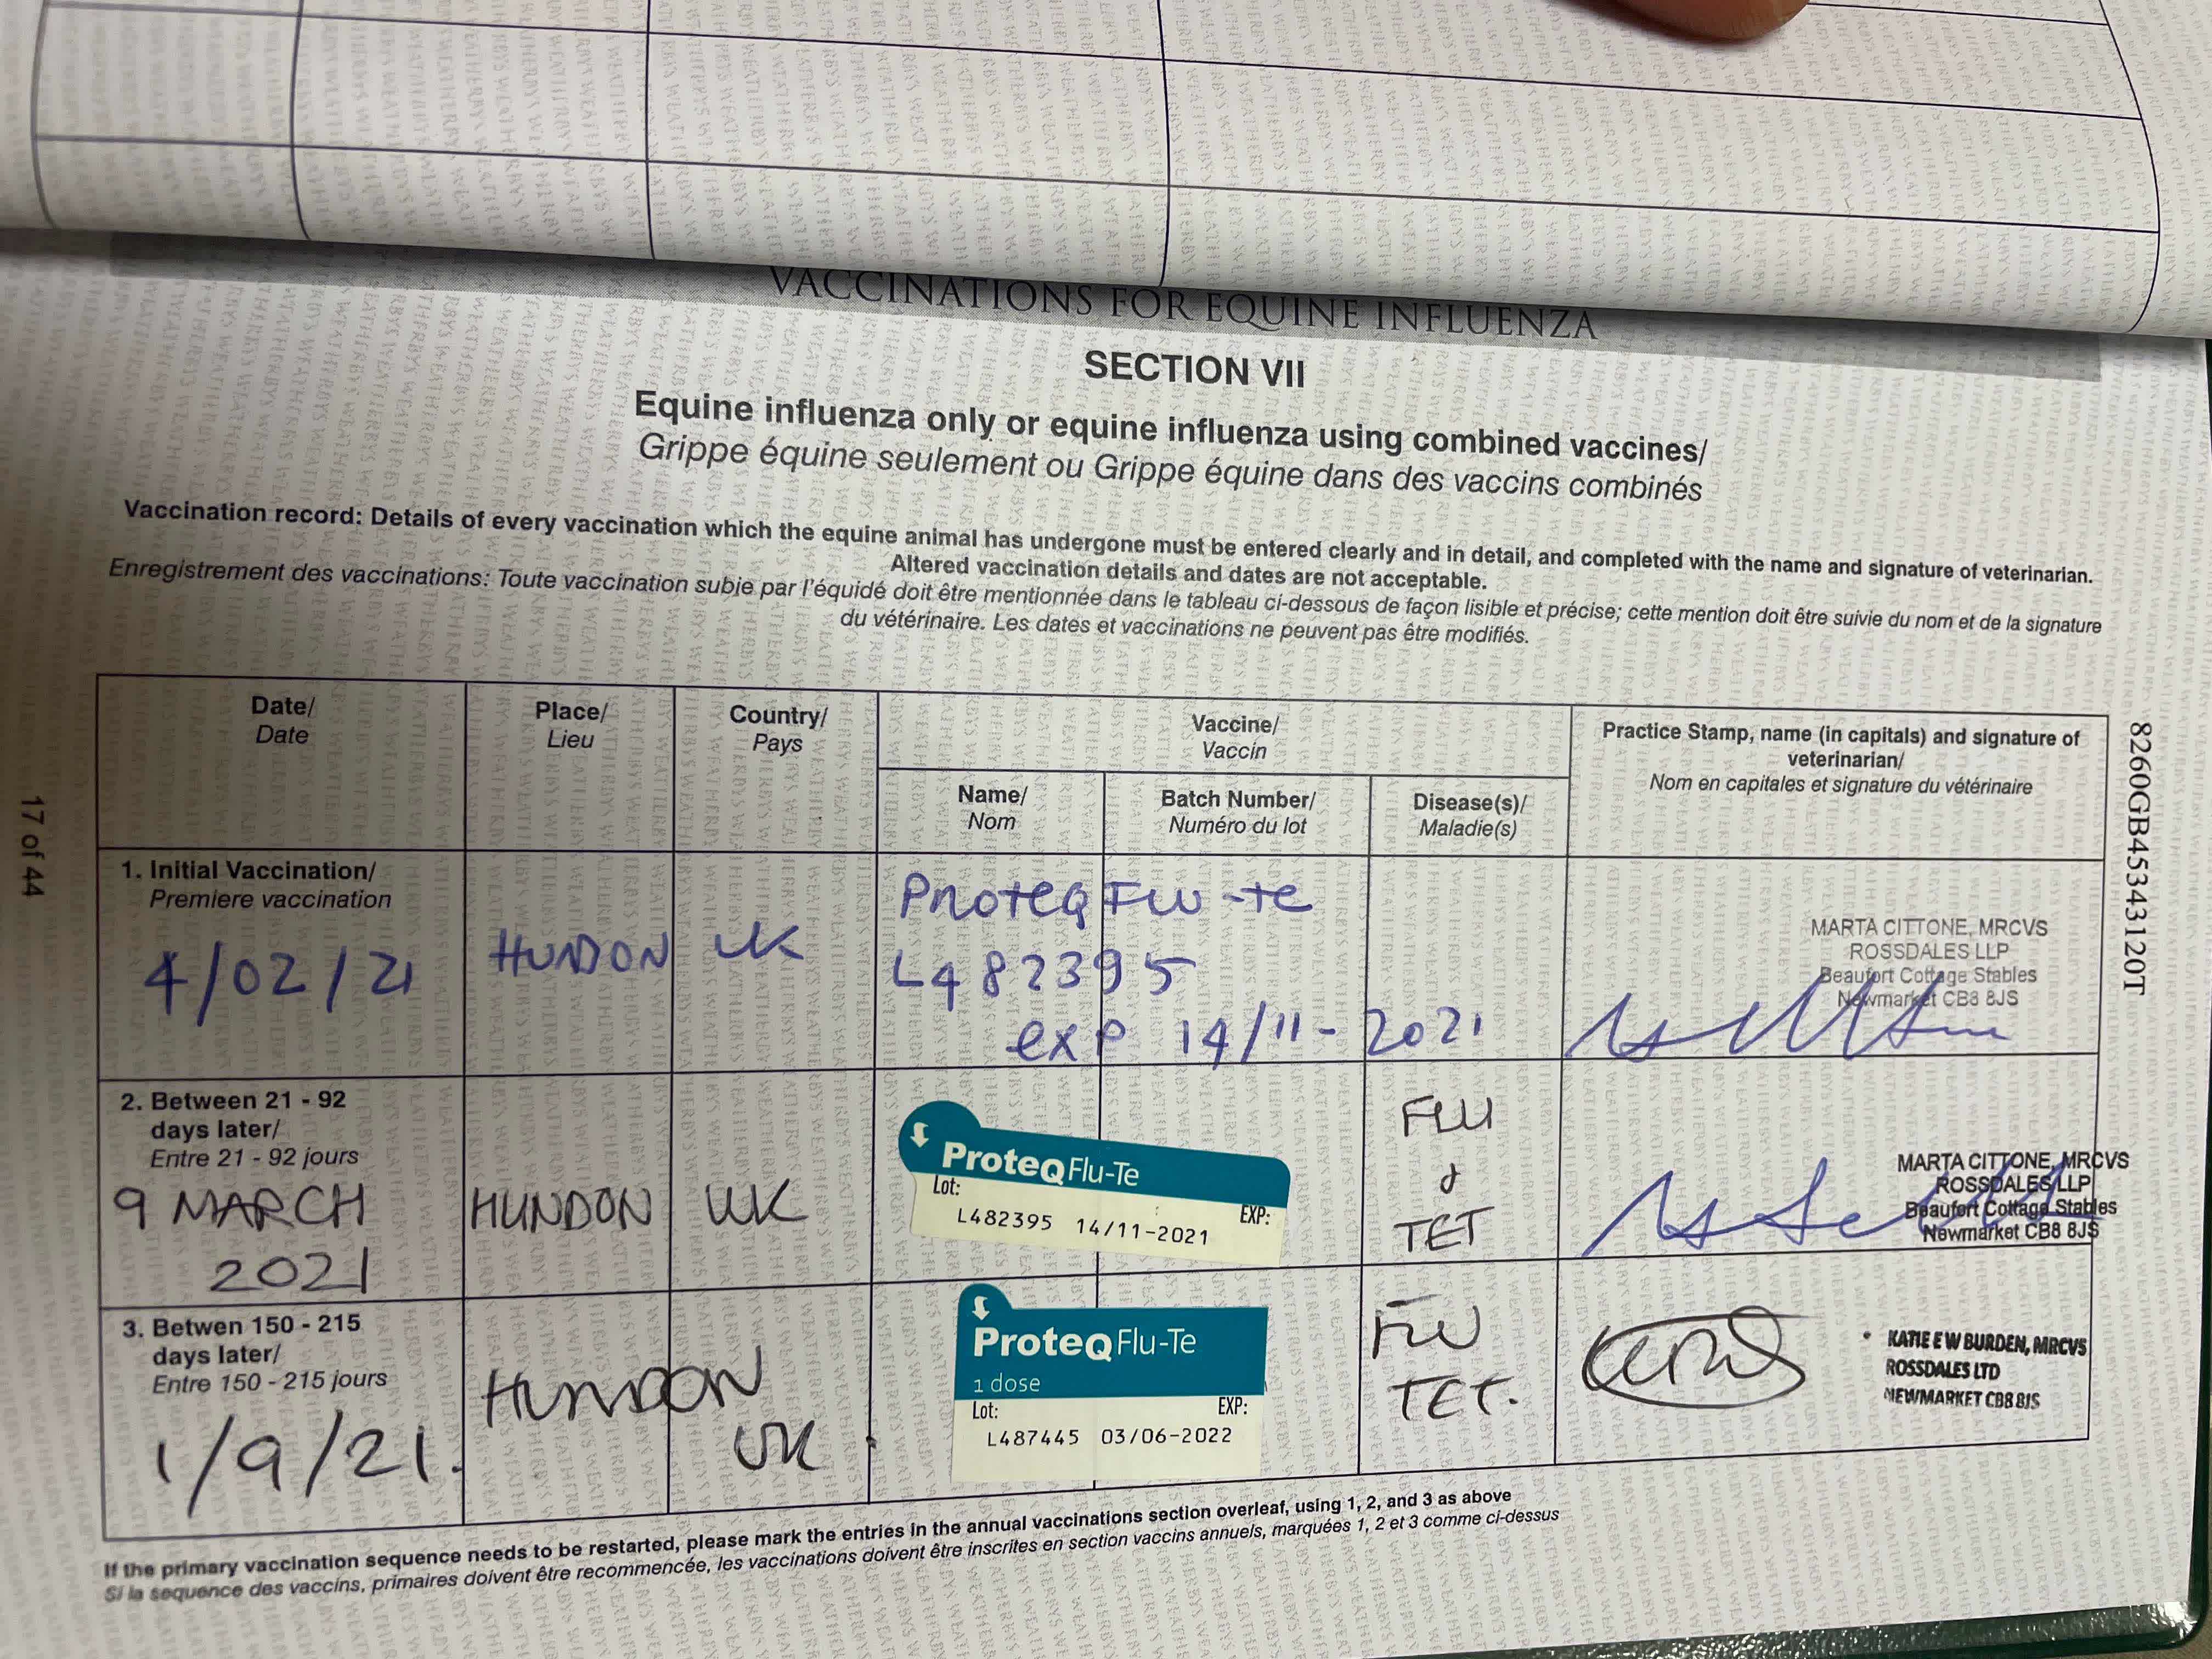 VACCINATIONS FOR EQUINE INFLUENZA
SECTION VII
Equine influenza only or equine influenza using combined vaccines/
Grippe équine seulement ou Grippe équine dans des vaccins combinés
Vaccination record: Details of every vaccination which the equine animal has undergone must be entered clearly and in detail, and completed with the name and signature of veterinarian.
Altered vaccination details and dates are not acceptable.
Enregistrement des vaccinations: Toute vaccination subie par l'équidé doit être mentionnée dans le tableau ci-dessous de façon lisible et précise; cette mention doit être suivie du nom et de la signature
du vétérinaire. Les dates et vaccinations ne peuvent pas être modifiés.
Date/
Date
Place/
Lieu
Country/
Pays
Vaccine/
Vaccin
Name/
Nom
Batch Number/
Numéro du lot
Disease(s)/
Maladie(s)
Practice Stamp, name (in capitals) and signature of
veterinarian/
Nom en capitales et signature du vétérinaire
1. Initial Vaccination/
Premiere vaccination
4/02/21
HUNDON
UK
ProteQ FLU-TE
L482395
exp 14/11-2021
MARTA CITTONE, MRCVS
ROSSDALES LLP
Beaufort Cottage Stables
Newmarket CB8 8JS
2. Between 21 - 92
days later/
Entre 21 - 92 jours
9 MARCH
2021
HUNDON
UK
ProteQ Flu-Te
Lot:
EXP:
L482395 14/11-2021
FLU
&
TET
MARTA CITTONE, MRCVS
ROSSDALES LLP
Beaufort Cottage Stables
Newmarket CB8 8JS
3. Betwen 150 - 215
days later/
Entre 150 - 215 jours
1/9/21.
HUNDON
UK
ProteQ Flu-Te
1 dose
Lot:
EXP:
L487445 03/06-2022
FLU
TET.
KATIE E W BURDEN, MRCVS
ROSSDALES LTD
NEWMARKET CB8 8JS
If the primary vaccination sequence needs to be restarted, please mark the entries in the annual vaccinations section overleaf, using 1, 2, and 3 as above
Si la sequence des vaccins, primaires doivent être recommencée, les vaccinations doivent être inscrites en section vaccins annuels, marquées 1, 2 et 3 comme ci-dessus
17 of 44
8260GB45343120T
WEATHERBYS